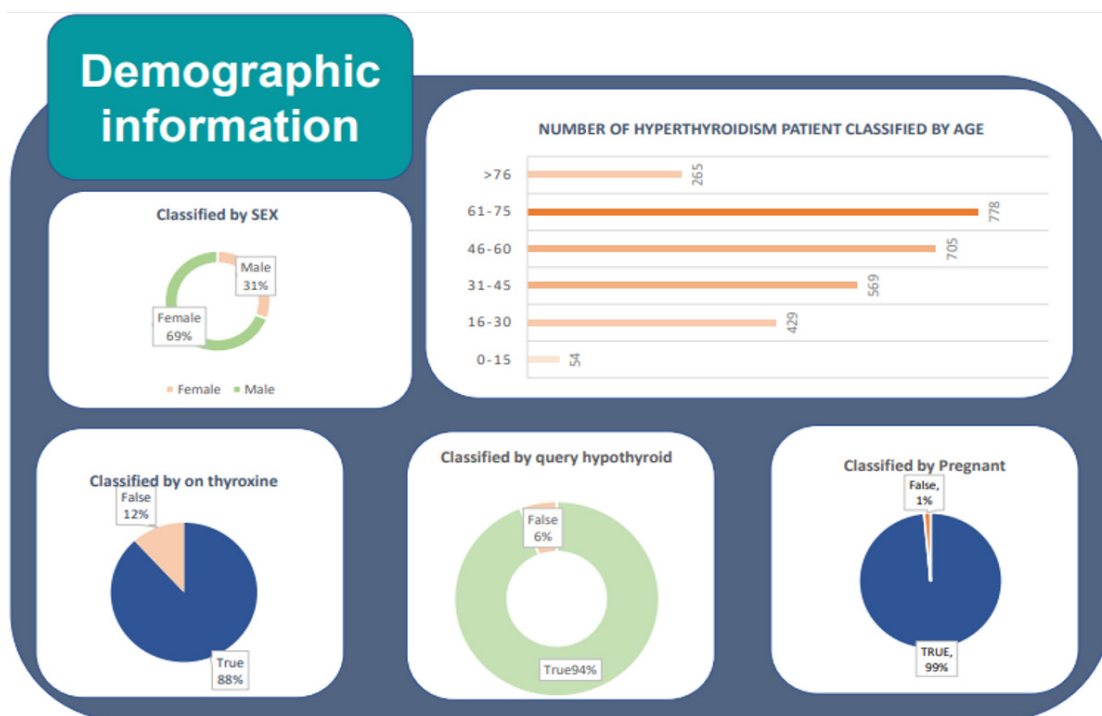 Demographic
information
Classified by SEX
Male
31%
Female
69%
Female Male
NUMBER OF HYPERTHYROIDISM PATIENT CLASSIFIED BY AGE
>76 265
61-75 778
46-60 705
31-45 569
16-30 429
0-15 54
Classified by on thyroxine
False
12%
True
88%
Classified by query hypothyroid
False
6%
True94%
Classified by Pregnant
False,
1%
TRUE,
99%